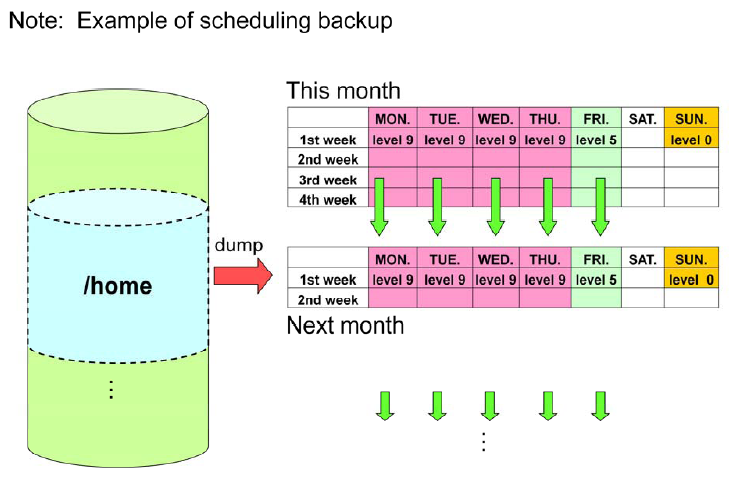 Note: Example of scheduling backup
This month
MON. TUE. WED. THU. FRI. SAT. SUN.
1st week level 9 level 9 level 9 level 9 level 5 level 0
2nd week
3rd week
4th week
dump
/home
MON. TUE. WED. THU. FRI. SAT. SUN.
1st week level 9 level 9 level 9 level 9 level 5 level 0
2nd week
Next month